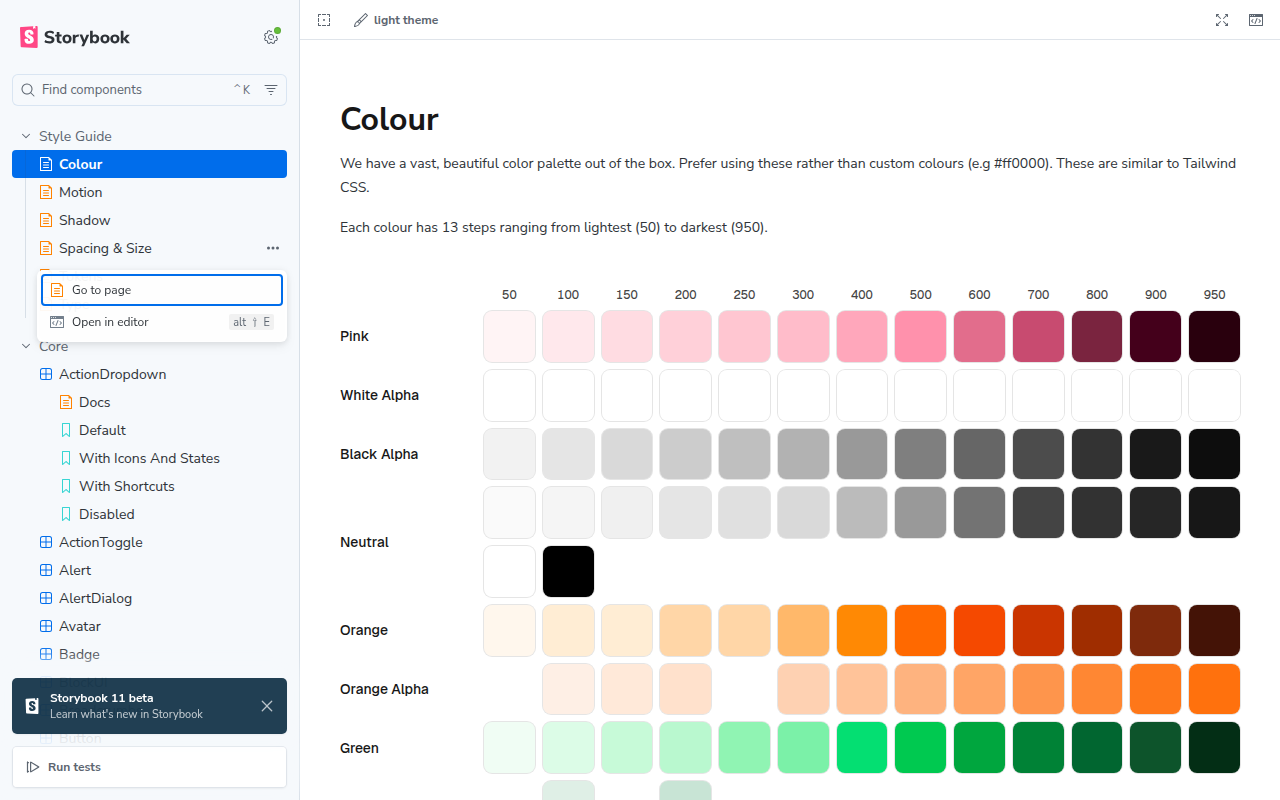 Storybook
Find components
^ K
Style Guide
Colour
Motion
Shadow
Spacing & Size
Go to page
Open in editor
alt ⇧ E
Core
ActionDropdown
Docs
Default
With Icons And States
With Shortcuts
Disabled
ActionToggle
Alert
AlertDialog
Avatar
Badge
Storybook 11 beta
Learn what's new in Storybook
Button
Run tests
light theme
Colour
We have a vast, beautiful color palette out of the box. Prefer using these rather than custom colours (e.g #ff0000). These are similar to Tailwind
CSS.
Each colour has 13 steps ranging from lightest (50) to darkest (950).
50 100 150 200 250 300 400 500 600 700 800 900 950
Pink
White Alpha
Black Alpha
Neutral
Orange
Orange Alpha
Green